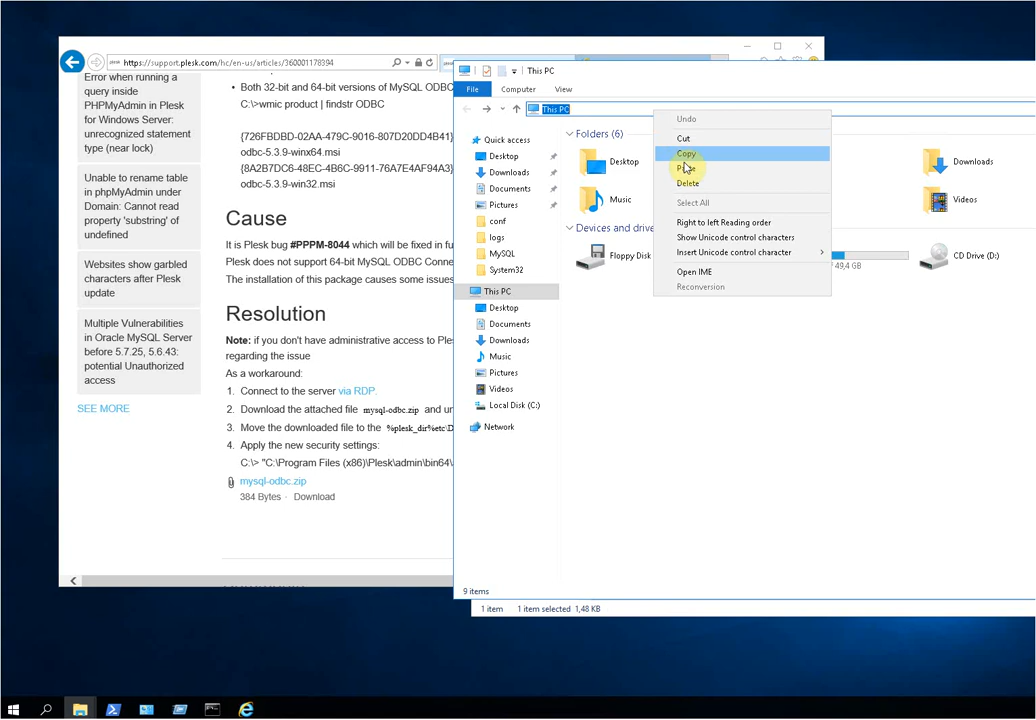 https://support.plesk.com/hc/en-us/articles/360001178394
Error when running a
query inside
PHPMyAdmin in Plesk
for Windows Server:
unrecognized statement
type (near lock)
Unable to rename table
in phpMyAdmin under
Domain: Cannot read
property 'substring' of
undefined
Websites show garbled
characters after Plesk
update
Multiple Vulnerabilities
in Oracle MySQL Server
before 5.7.25, 5.6.43:
potential Unauthorized
access
SEE MORE
• Both 32-bit and 64-bit versions of MySQL ODBC
C:\>wmic product | findstr ODBC
{726FBDBD-02AA-479C-9016-807D20DD4B41}
odbc-5.3.9-winx64.msi
{8A2B7DC6-48EC-4B6C-9911-76A7E4AF94A3}
odbc-5.3.9-win32.msi
Cause
It is Plesk bug #PPPM-8044 which will be fixed in fu
Plesk does not support 64-bit MySQL ODBC Conne
The installation of this package causes some issues
Resolution
Note: if you don't have administrative access to Ples
regarding the issue
As a workaround:
1. Connect to the server via RDP.
2. Download the attached file mysql-odbc.zip and un
3. Move the downloaded file to the %plesk_dir%etc\D
4. Apply the new security settings:
C:\> "C:\Program Files (x86)\Plesk\admin\bin64\
mysql-odbc.zip
384 Bytes · Download
This PC
File
Computer
View
This PC
Quick access
Desktop
Downloads
Documents
Pictures
conf
logs
MySQL
System32
This PC
Desktop
Documents
Downloads
Music
Pictures
Videos
Local Disk (C:)
Network
Folders (6)
Desktop
Downloads
Music
Videos
Devices and drive
Floppy Disk
49,4 GB
CD Drive (D:)
Undo
Cut
Copy
Delete
Select All
Right to left Reading order
Show Unicode control characters
Insert Unicode control character
Open IME
Reconversion
9 items
1 item 1 item selected 1,48 KB